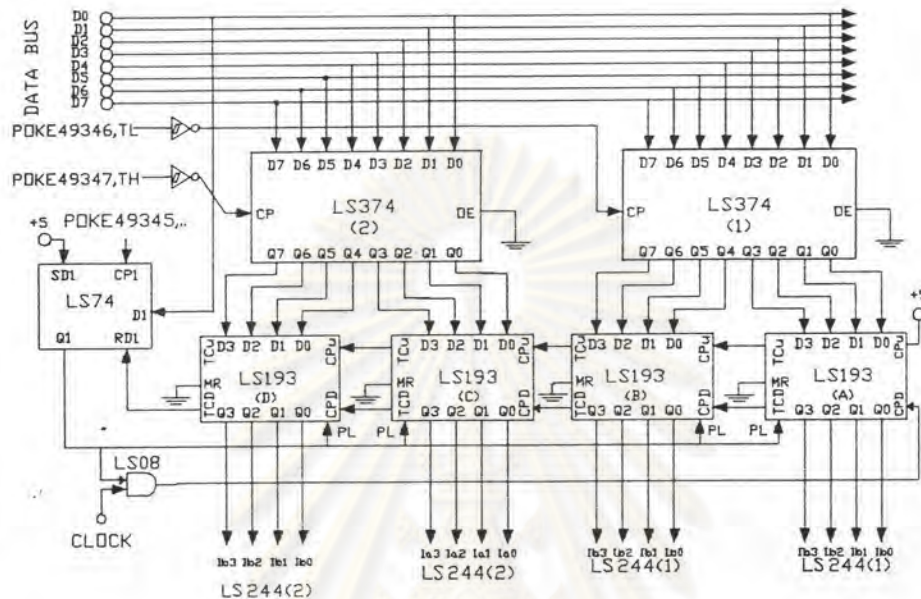 DATA BUS
D0
D1
D2
D3
D4
D5
D6
D7
POKE49346,TL
POKE49347,TH
POKE49345,..
+5
D7 D6 D5 D4 D3 D2 D1 D0
CP LS374 OE
(2)
Q7 Q6 Q5 Q4 Q3 Q2 Q1 Q0
D7 D6 D5 D4 D3 D2 D1 D0
CP LS374 OE
(1)
Q7 Q6 Q5 Q4 Q3 Q2 Q1 Q0
SD1 CP1
LS74
D1
Q1 RD1
+5
TCu D3 D2 D1 D0 CPu
MR LS193
(D)
TCD Q3 Q2 Q1 Q0 CPD
TCu D3 D2 D1 D0 CPu
MR LS193
(C)
TCD Q3 Q2 Q1 Q0 CPD
TCu D3 D2 D1 D0 CPu
MR LS193
(B)
TCD Q3 Q2 Q1 Q0 CPD
TCu D3 D2 D1 D0 CPu
MR LS193
(A)
TCD Q3 Q2 Q1 Q0 CPD
PL PL PL PL
LS08
CLOCK
Ib3 Ib2 Ib1 Ib0
LS244(2)
Ia3 Ia2 Ia1 Ia0
LS244(2)
Ib3 Ib2 Ib1 Ib0
LS244(1)
Ib3 Ib2 Ib1 Ib0
LS244(1)